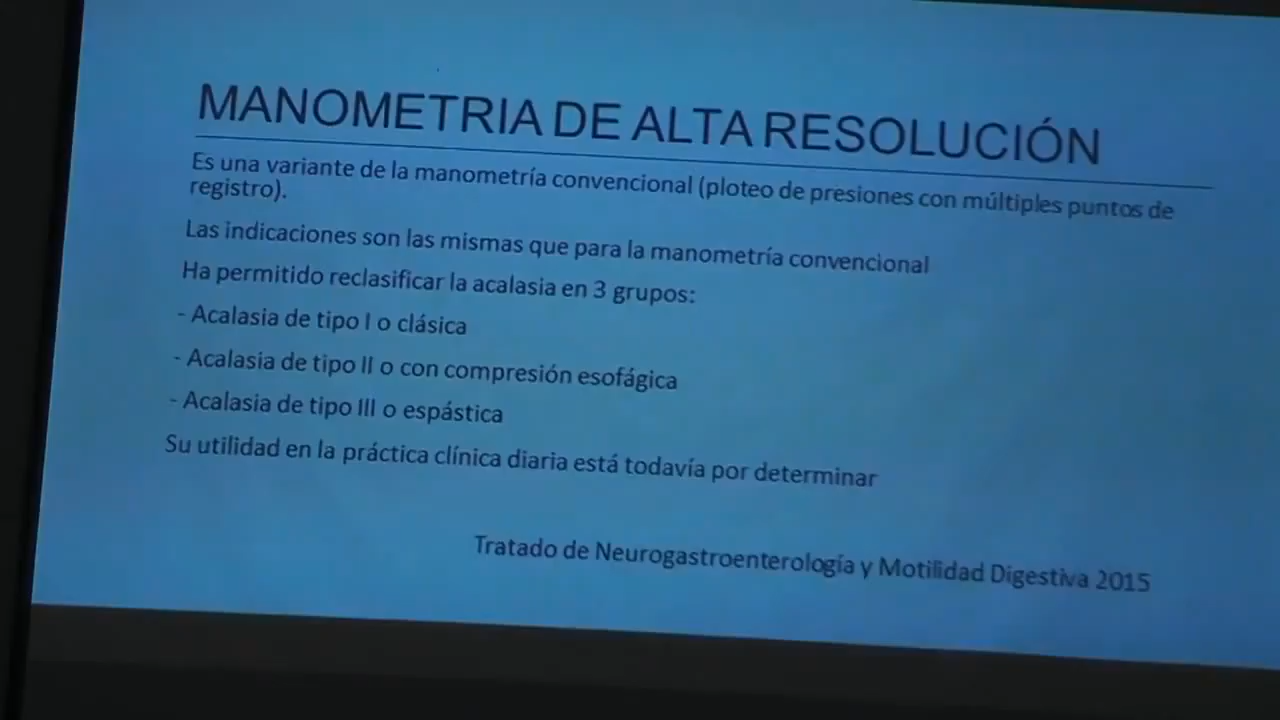 MANOMETRIA DE ALTA RESOLUCIÓN
Es una variante de la manometría convencional (ploteo de presiones con múltiples puntos de
registro).
Las indicaciones son las mismas que para la manometría convencional
Ha permitido reclasificar la acalasia en 3 grupos:
- Acalasia de tipo I o clásica
- Acalasia de tipo II o con compresión esofágica
- Acalasia de tipo III o espástica
Su utilidad en la práctica clínica diaria está todavía por determinar
Tratado de Neurogastroenterología y Motilidad Digestiva 2015